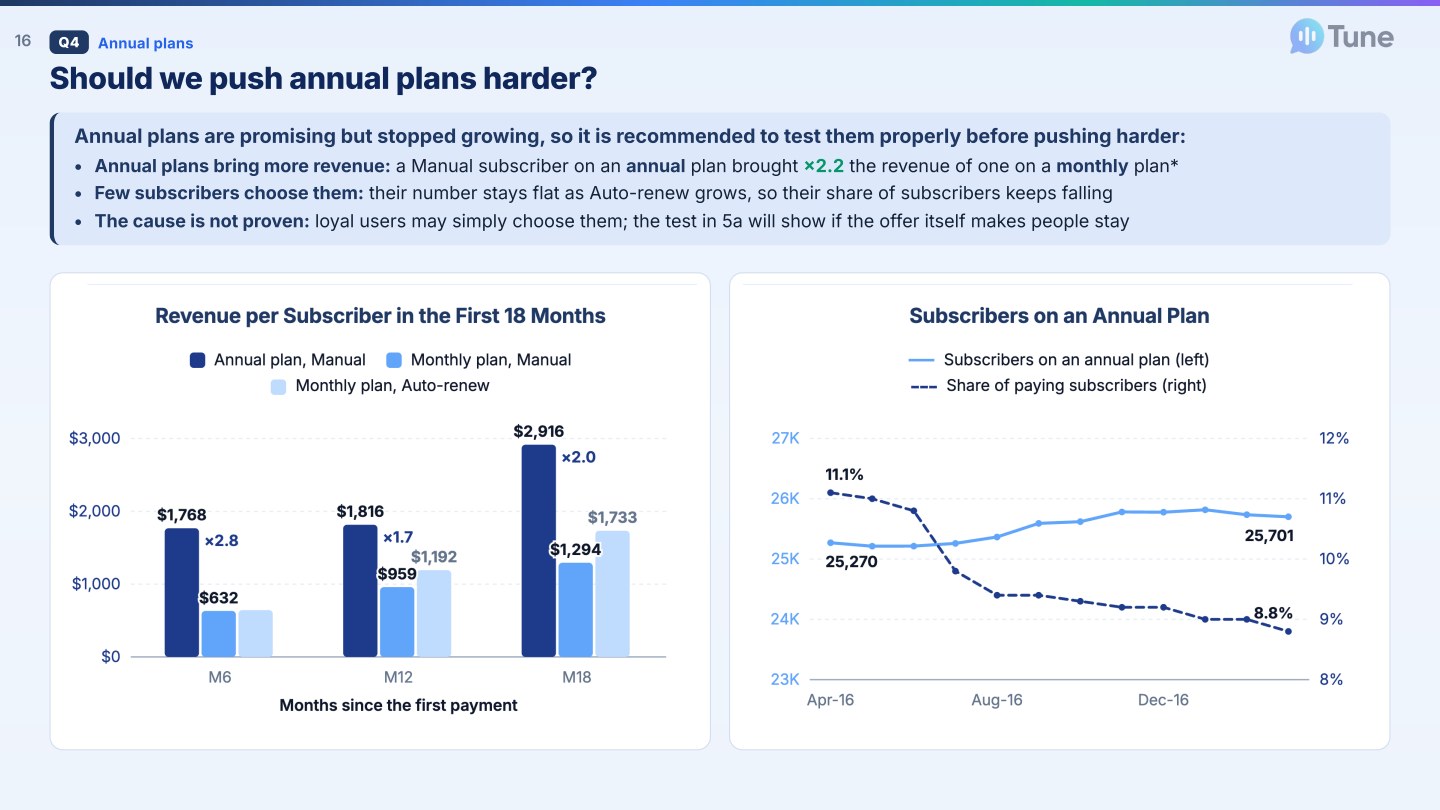 16
Q4
Annual plans
Tune
Should we push annual plans harder?
Annual plans are promising but stopped growing, so it is recommended to test them properly before pushing harder:
• Annual plans bring more revenue: a Manual subscriber on an annual plan brought ×2.2 the revenue of one on a monthly plan*
• Few subscribers choose them: their number stays flat as Auto-renew grows, so their share of subscribers keeps falling
• The cause is not proven: loyal users may simply choose them; the test in 5a will show if the offer itself makes people stay
Revenue per Subscriber in the First 18 Months
Annual plan, Manual
Monthly plan, Manual
Monthly plan, Auto-renew
$3,000
$2,000
$1,000
$0
$1,768
×2.8
$632
$1,816
×1.7
$959
$1,192
$2,916
×2.0
$1,294
$1,733
M6
M12
M18
Months since the first payment
Subscribers on an Annual Plan
Subscribers on an annual plan (left)
Share of paying subscribers (right)
27K
26K
25K
24K
23K
12%
11%
10%
9%
8%
11.1%
25,270
25,701
8.8%
Apr-16
Aug-16
Dec-16